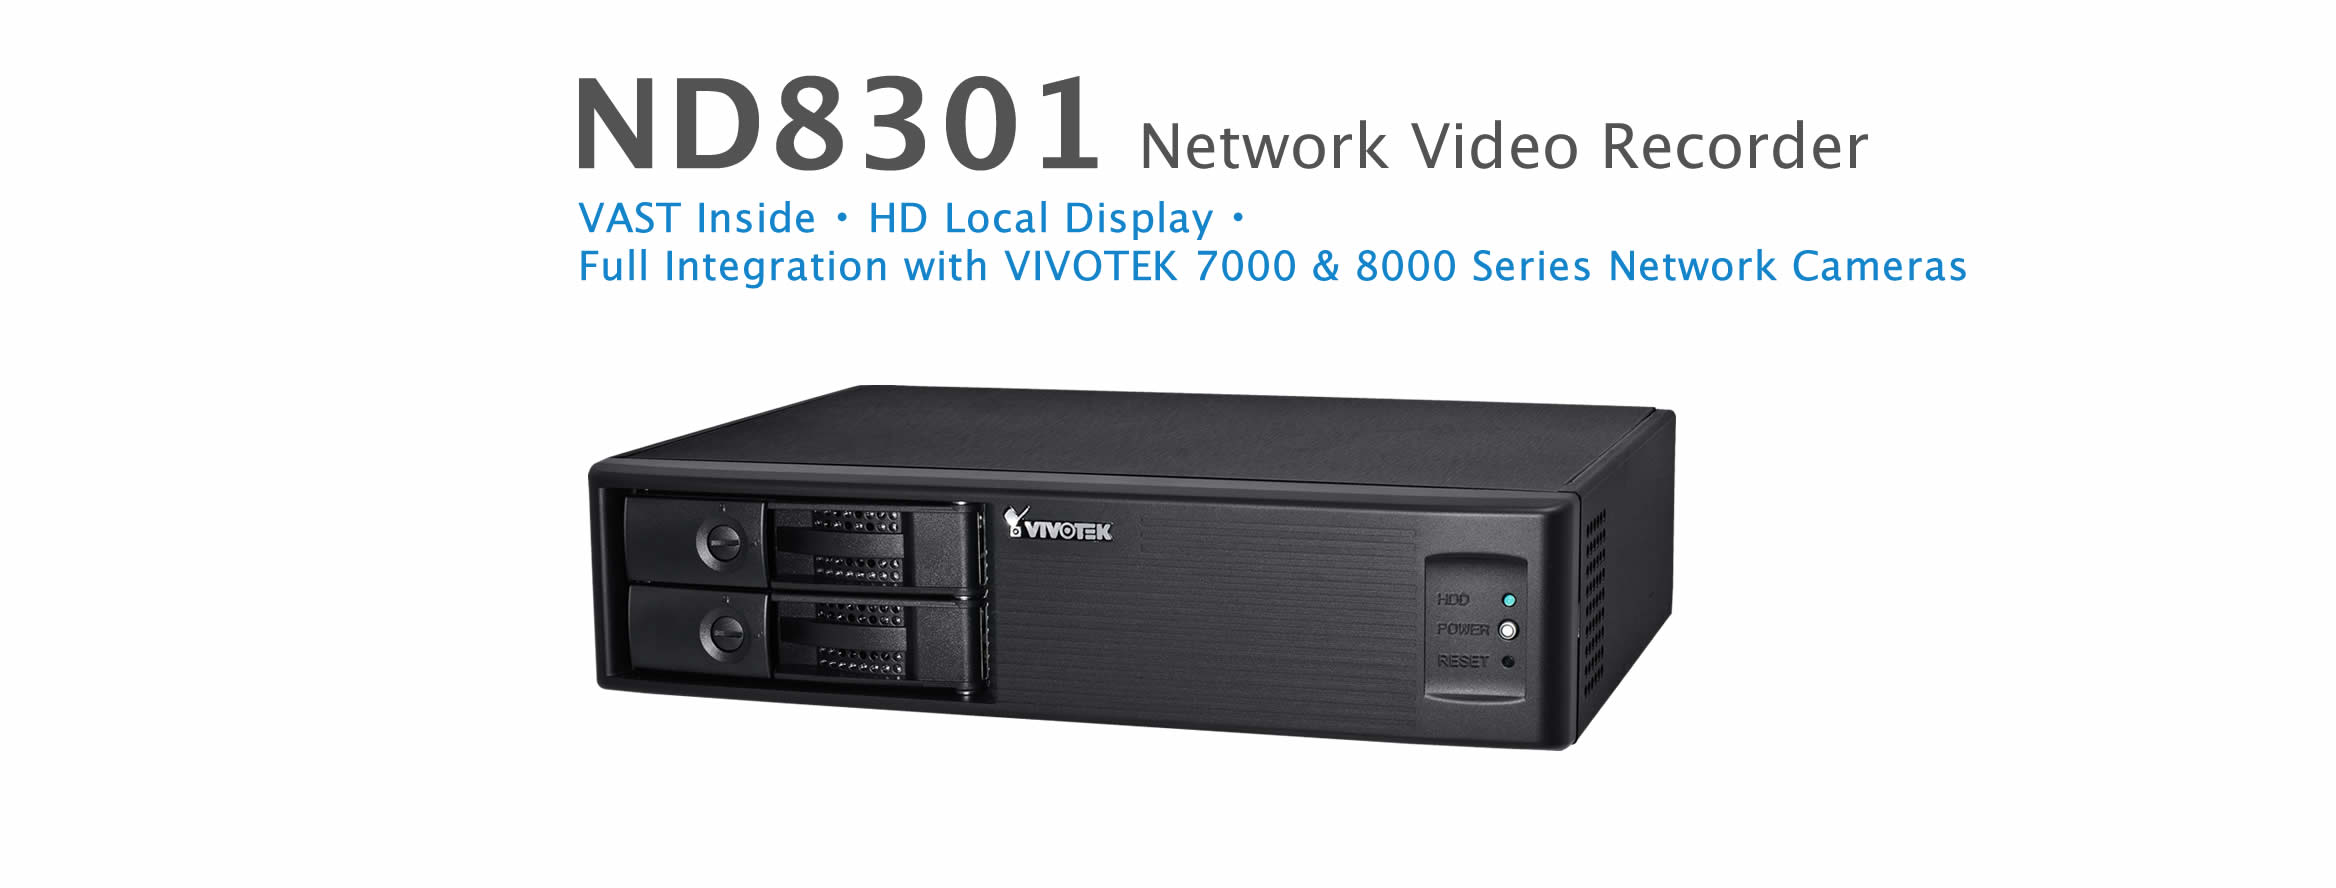 ND8301 Network Video Recorder
VAST Inside • HD Local Display •
Full Integration with VIVOTEK 7000 & 8000 Series Network Cameras
VIVOTEK
HDD
POWER
RESET